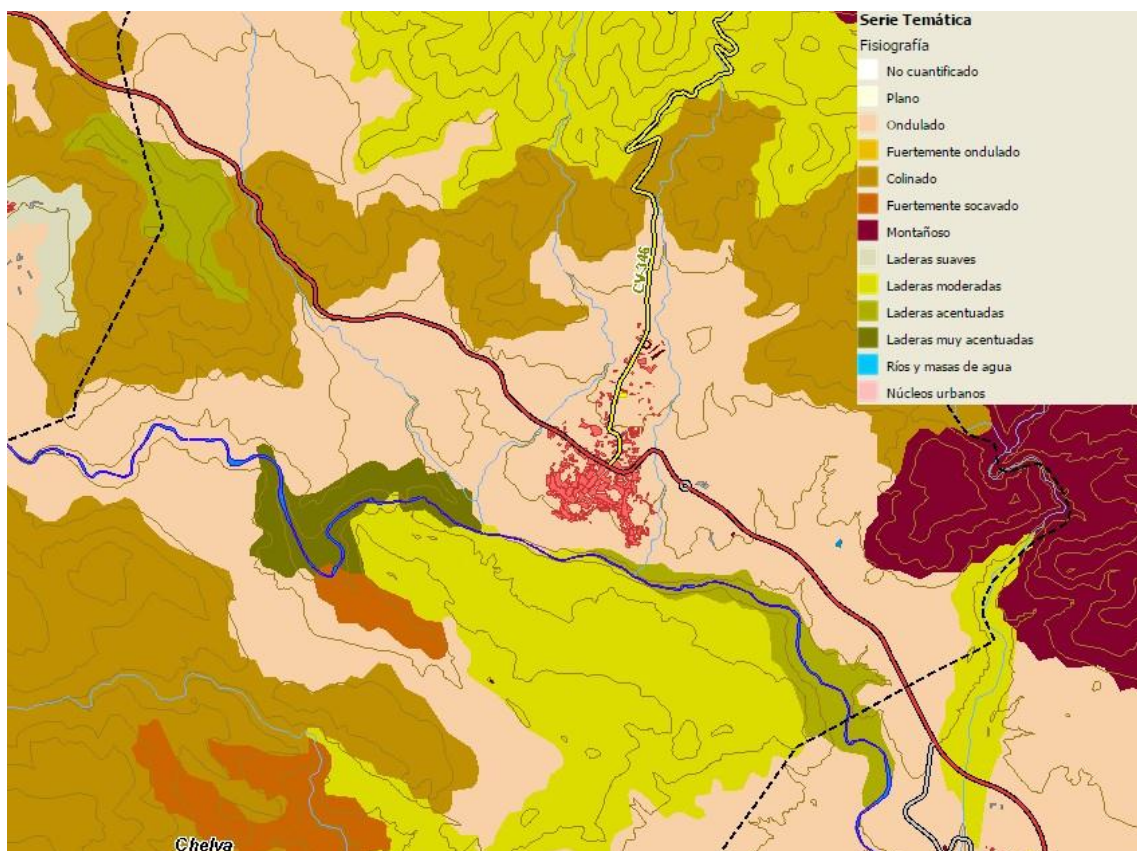 Serie Temática
Fisiografía
No cuantificado
Plano
Ondulado
Fuertemente ondulado
Colinado
Fuertemente socavado
Montañoso
Laderas suaves
Laderas moderadas
Laderas acentuadas
Laderas muy acentuadas
Ríos y masas de agua
Núcleos urbanos
CV-346
Chelva